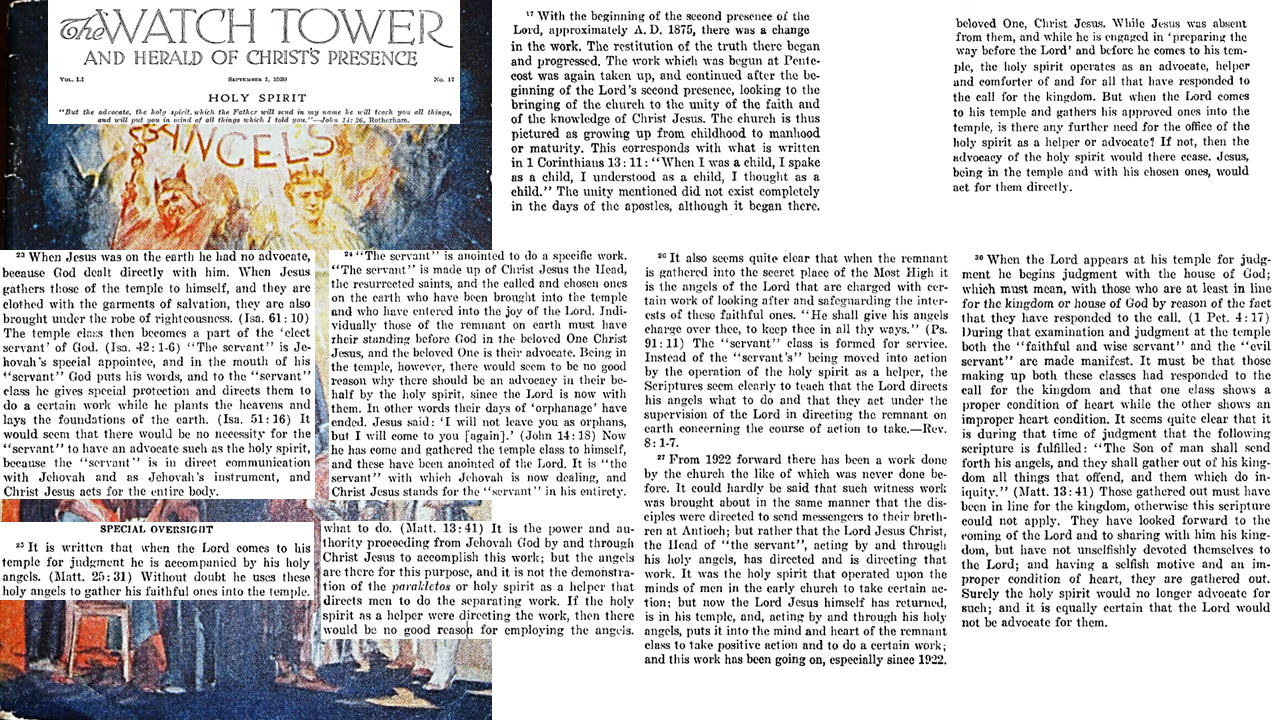 The WATCH TOWER
AND HERALD OF CHRIST'S PRESENCE
VOL. LI SEPTEMBER 1, 1930 No. 17
HOLY SPIRIT
"But the advocate, the holy spirit, which the Father will send in my name he will teach you all things,
and will put you in mind of all things which I told you."—John 14: 26, Rotherham.
ANGELS
¹⁷ With the beginning of the second presence of the
Lord, approximately A. D. 1875, there was a change
in the work. The restitution of the truth there began
and progressed. The work which was begun at Pente-
cost was again taken up, and continued after the be-
ginning of the Lord's second presence, looking to the
bringing of the church to the unity of the faith and
of the knowledge of Christ Jesus. The church is thus
pictured as growing up from childhood to manhood
or maturity. This corresponds with what is written
in 1 Corinthians 13: 11: "When I was a child, I spake
as a child, I understood as a child, I thought as a
child." The unity mentioned did not exist completely
in the days of the apostles, although it began there.
beloved One, Christ Jesus. While Jesus was absent
from them, and while he is engaged in 'preparing the
way before the Lord' and before he comes to his tem-
ple, the holy spirit operates as an advocate, helper
and comforter of and for all that have responded to
the call for the kingdom. But when the Lord comes
to his temple and gathers his approved ones into the
temple, is there any further need for the office of the
holy spirit as a helper or advocate? If not, then the
advocacy of the holy spirit would there cease. Jesus,
being in the temple and with his chosen ones, would
act for them directly.
²³ When Jesus was on the earth he had no advocate,
because God dealt directly with him. When Jesus
gathers those of the temple to himself, and they are
clothed with the garments of salvation, they are also
brought under the robe of righteousness. (Isa. 61: 10)
The temple class then becomes a part of the 'elect
servant' of God. (Isa. 42: 1-6) "The servant" is Je-
hovah's special appointee, and in the mouth of his
"servant" God puts his words, and to the "servant"
class he gives special protection and directs them to
do a certain work while he plants the heavens and
lays the foundations of the earth. (Isa. 51: 16) It
would seem that there would be no necessity for the
"servant" to have an advocate such as the holy spirit,
because the "servant" is in direct communication
with Jehovah and as Jehovah's instrument, and
Christ Jesus acts for the entire body.
²⁴ "The servant" is anointed to do a specific work.
"The servant" is made up of Christ Jesus the Head,
the resurrected saints, and the called and chosen ones
on the earth who have been brought into the temple
and who have entered into the joy of the Lord. Indi-
vidually those of the remnant on earth must have
their standing before God in the beloved One Christ
Jesus, and the beloved One is their advocate. Being in
the temple, however, there would seem to be no good
reason why there should be an advocacy in their be-
half by the holy spirit, since the Lord is now with
them. In other words their days of 'orphanage' have
ended. Jesus said: 'I will not leave you as orphans,
but I will come to you [again].' (John 14: 18) Now
he has come and gathered the temple class to himself,
and these have been anointed of the Lord. It is "the
servant" with which Jehovah is now dealing, and
Christ Jesus stands for the "servant" in his entirety.
SPECIAL OVERSIGHT
²⁵ It is written that when the Lord comes to his
temple for judgment he is accompanied by his holy
angels. (Matt. 25: 31) Without doubt he uses these
holy angels to gather his faithful ones into the temple.
what to do. (Matt. 13: 41) It is the power and au-
thority proceeding from Jehovah God by and through
Christ Jesus to accomplish this work; but the angels
are there for this purpose, and it is not the demonstra-
tion of the parakletos or holy spirit as a helper that
directs men to do the separating work. If the holy
spirit as a helper were directing the work, then there
would be no good reason for employing the angels.
²⁶ It also seems quite clear that when the remnant
is gathered into the secret place of the Most High it
is the angels of the Lord that are charged with cer-
tain work of looking after and safeguarding the inter-
ests of these faithful ones. "He shall give his angels
charge over thee, to keep thee in all thy ways." (Ps.
91: 11) The "servant" class is formed for service.
Instead of the "servant's" being moved into action
by the operation of the holy spirit as a helper, the
Scriptures seem clearly to teach that the Lord directs
his angels what to do and that they act under the
supervision of the Lord in directing the remnant on
earth concerning the course of action to take.—Rev.
8: 1-7.
²⁷ From 1922 forward there has been a work done
by the church the like of which was never done be-
fore. It could hardly be said that such witness work
was brought about in the same manner that the dis-
ciples were directed to send messengers to their breth-
ren at Antioch; but rather that the Lord Jesus Christ,
the Head of "the servant", acting by and through
his holy angels, has directed and is directing that
work. It was the holy spirit that operated upon the
minds of men in the early church to take certain ac-
tion; but now the Lord Jesus himself has returned,
is in his temple, and, acting by and through his holy
angels, puts it into the mind and heart of the remnant
class to take positive action and to do a certain work;
and this work has been going on, especially since 1922.
³⁰ When the Lord appears at his temple for judg-
ment he begins judgment with the house of God;
which must mean, with those who are at least in line
for the kingdom or house of God by reason of the fact
that they have responded to the call. (1 Pet. 4: 17)
During that examination and judgment at the temple
both the "faithful and wise servant" and the "evil
servant" are made manifest. It must be that those
making up both these classes had responded to the
call for the kingdom and that one class shows a
proper condition of heart while the other shows an
improper heart condition. It seems quite clear that it
is during that time of judgment that the following
scripture is fulfilled: "The Son of man shall send
forth his angels, and they shall gather out of his king-
dom all things that offend, and them which do in-
iquity." (Matt. 13: 41) Those gathered out must have
been in line for the kingdom, otherwise this scripture
could not apply. They have looked forward to the
coming of the Lord and to sharing with him his king-
dom, but have not unselfishly devoted themselves to
the Lord; and having a selfish motive and an im-
proper condition of heart, they are gathered out.
Surely the holy spirit would no longer advocate for
such; and it is equally certain that the Lord would
not be advocate for them.